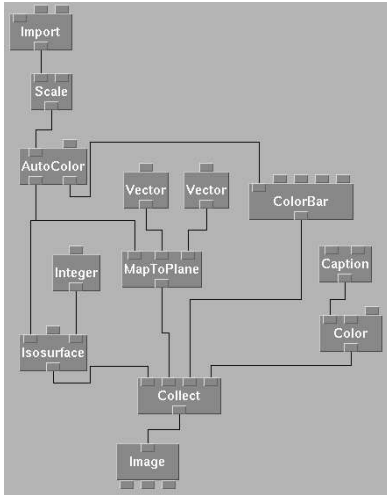 Import
Scale
AutoColor
Vector
Vector
ColorBar
Integer
MapToPlane
Caption
Isosurface
Color
Collect
Image